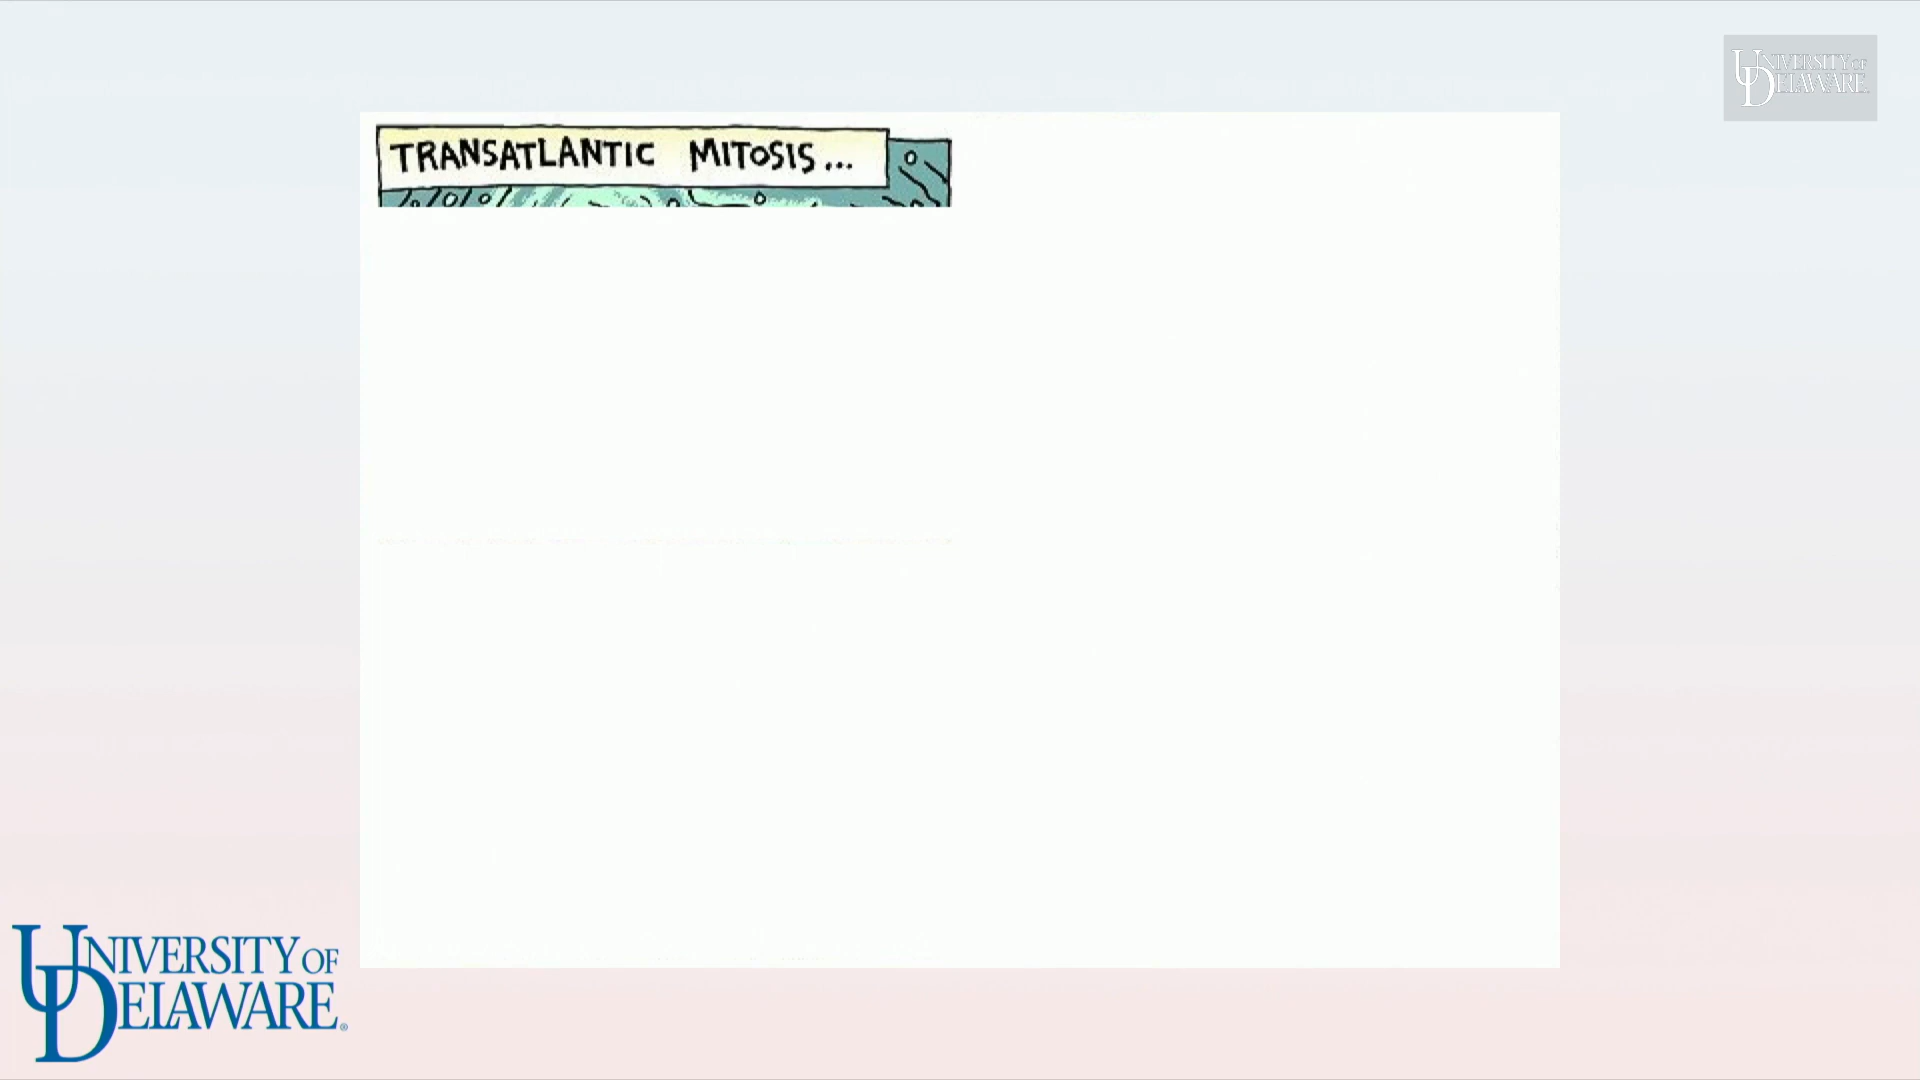 UNIVERSITY OF
DELAWARE
TRANSATLANTIC MITOSIS...
UNIVERSITY OF
DELAWARE®